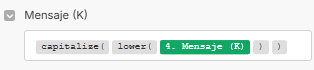 Mensaje (K)
capitalize( lower( 4. Mensaje (K) ) )